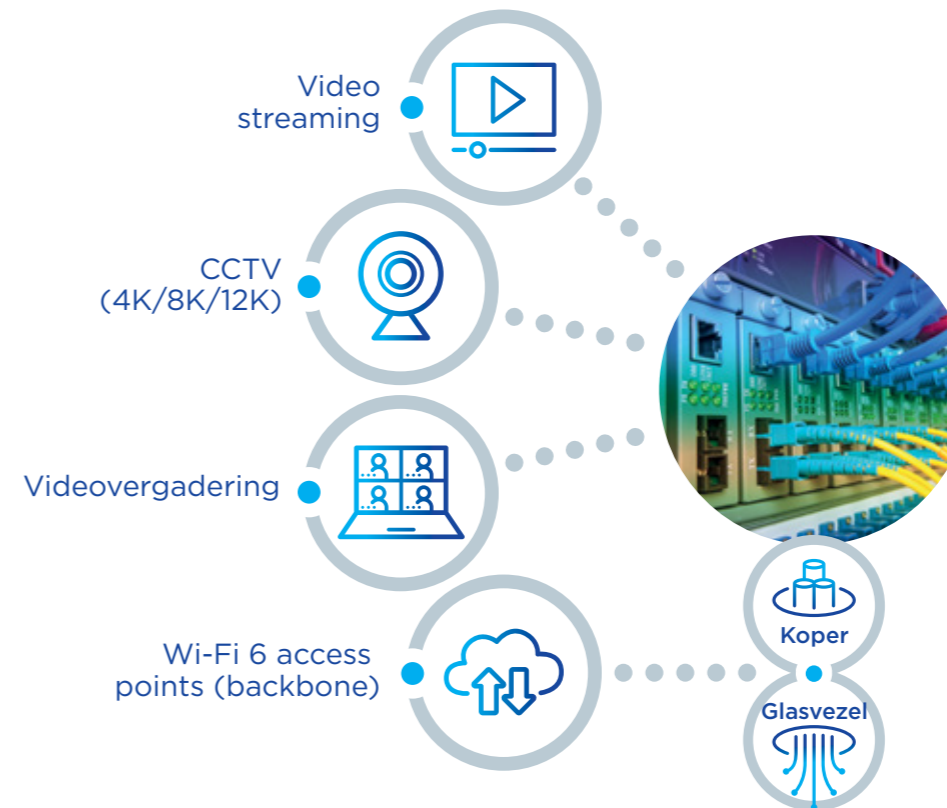 Video
streaming
CCTV
(4K/8K/12K)
Videovergadering
Wi-Fi 6 access
points (backbone)
Koper
Glasvezel